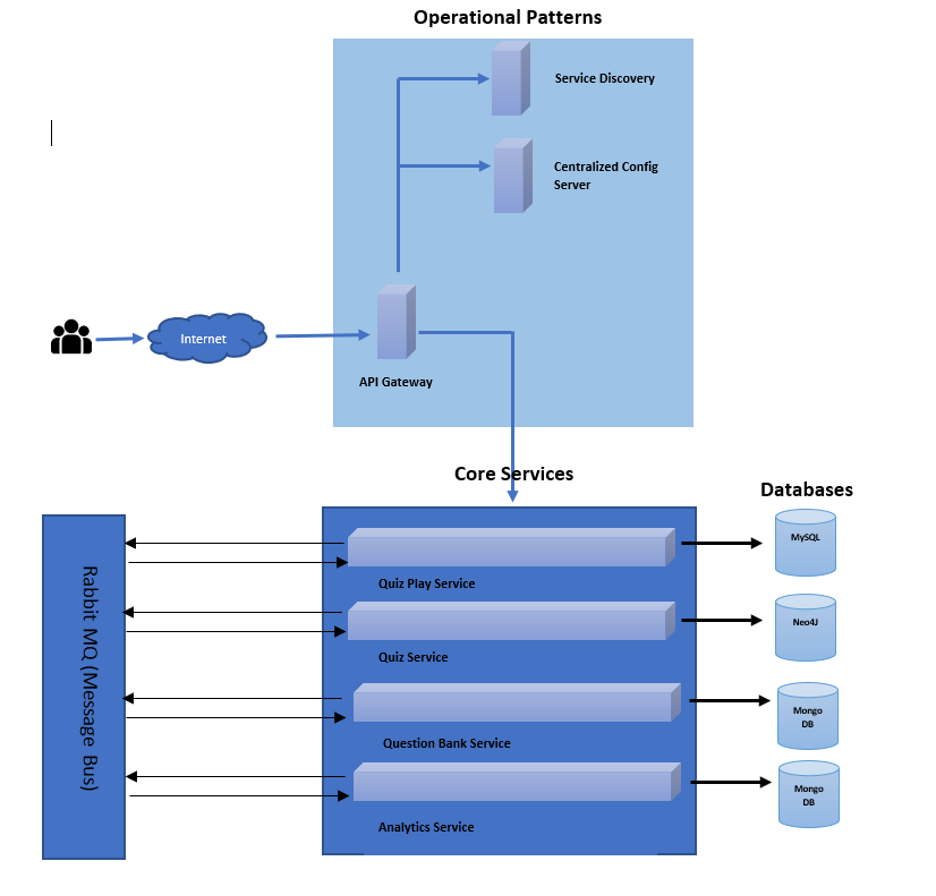 Operational Patterns
Service Discovery
Centralized Config
Server
Internet
API Gateway
Core Services
Databases
Rabbit MQ (Message Bus)
Quiz Play Service
MySQL
Quiz Service
Neo4J
Question Bank Service
Mongo
DB
Analytics Service
Mongo
DB